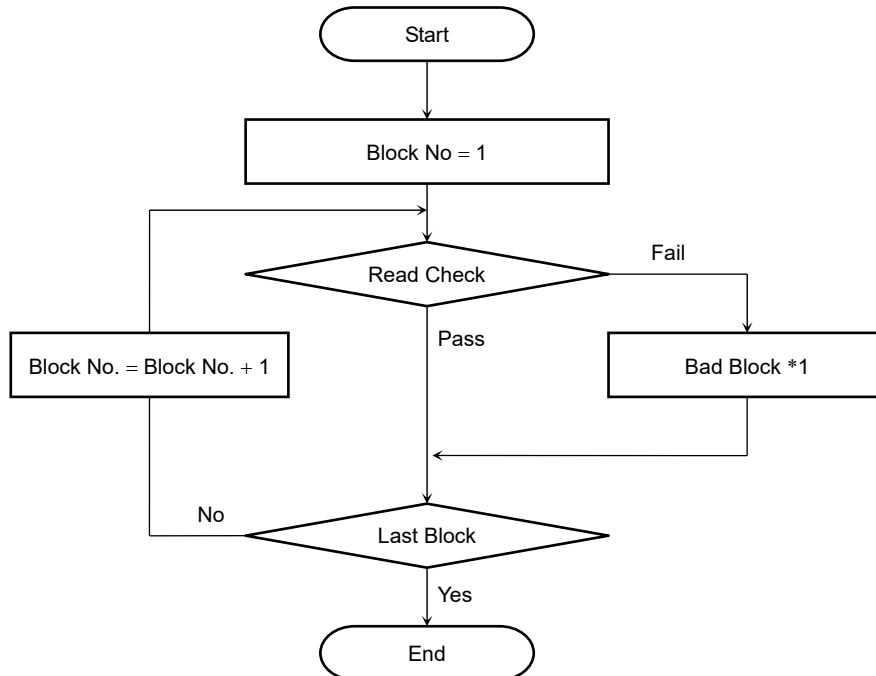 Start
Block No = 1
Read Check
Fail
Pass
Block No. = Block No. + 1
Bad Block *1
No
Last Block
Yes
End